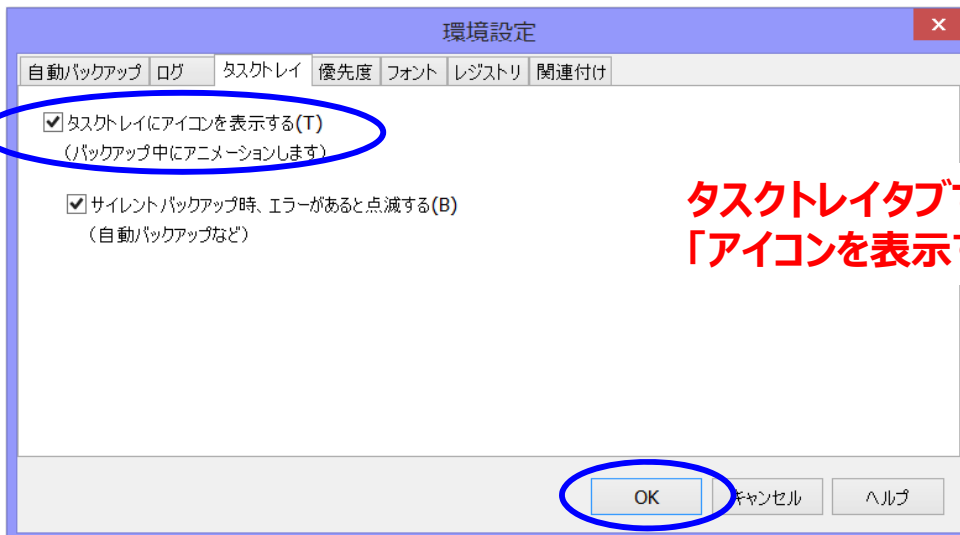 環境設定
自動バックアップ ログ タスクトレイ 優先度 フォント レジストリ 関連付け
タスクトレイにアイコンを表示する(T)
(バックアップ中にアニメーションします)
サイレントバックアップ時、エラーがあると点滅する(B)
(自動バックアップなど)
タスクトレイタブ
「アイコンを表示
OK キャンセル ヘルプ